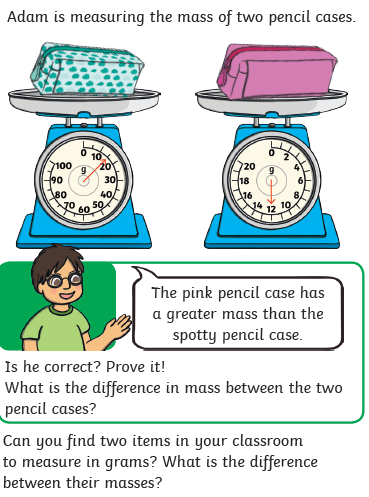 Adam is measuring the mass of two pencil cases.
0
10
20
30
40
50
60
70
80
90
100
g
0
2
4
6
8
10
12
14
16
18
20
g
The pink pencil case has
a greater mass than the
spotty pencil case.
Is he correct? Prove it!
What is the difference in mass between the two
pencil cases?
Can you find two items in your classroom
to measure in grams? What is the difference
between their masses?